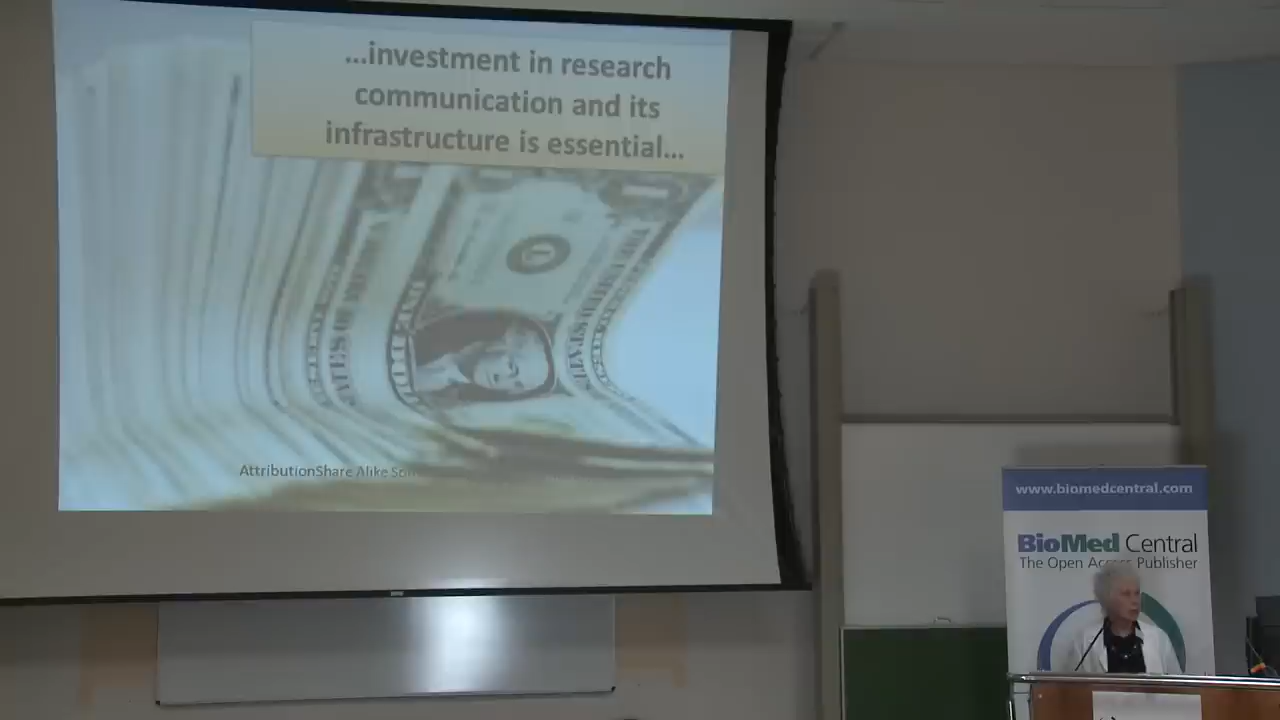 ...investment in research
communication and its
infrastructure is essential...
AttributionShare Alike
www.biomedcentral.com
BioMed Central
The Open Access Publisher